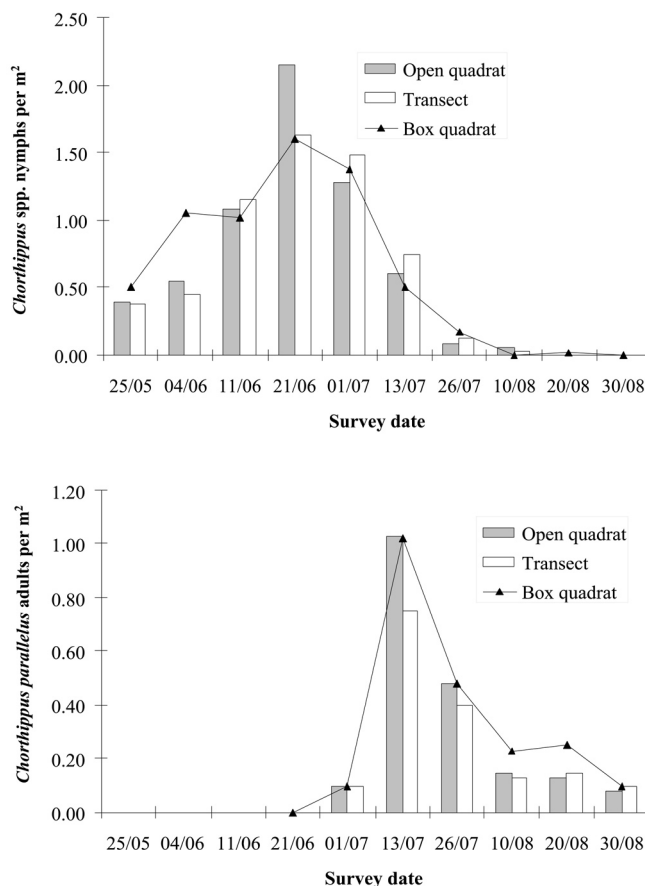 2.50
2.00
1.50
1.00
0.50
0.00
Chorthippus spp. nymphs per m²
Open quadrat
Transect
Box quadrat
25/05 04/06 11/06 21/06 01/07 13/07 26/07 10/08 20/08 30/08
Survey date
1.20
1.00
0.80
0.60
0.40
0.20
0.00
Chorthippus parallelus adults per m²
Open quadrat
Transect
Box quadrat
25/05 04/06 11/06 21/06 01/07 13/07 26/07 10/08 20/08 30/08
Survey date